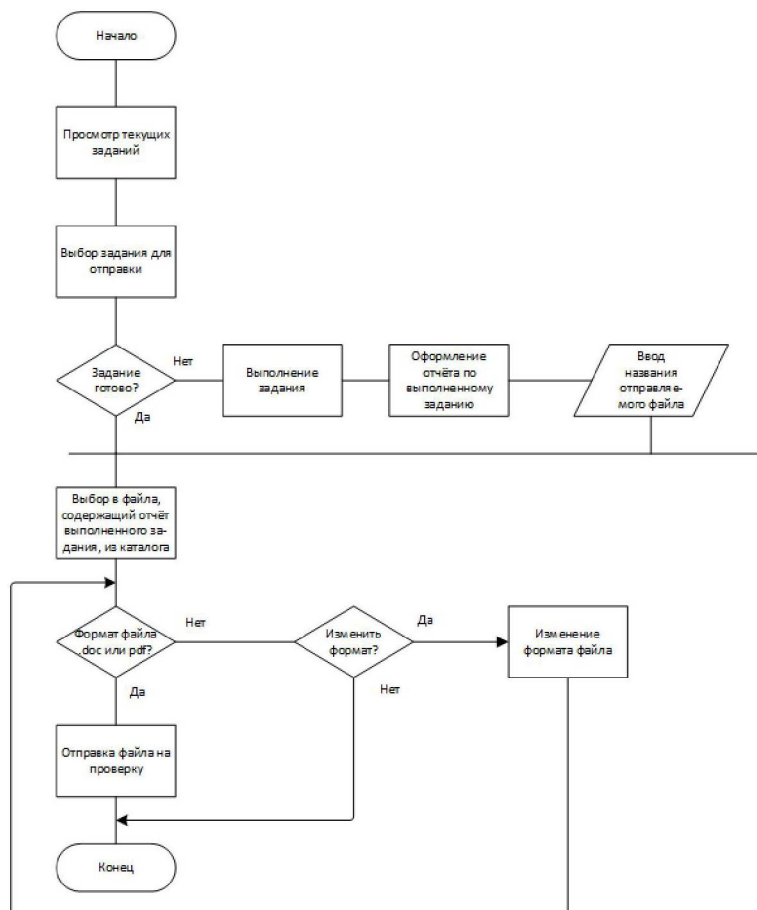 Начало
Просмотр текущих
заданий
Выбор задания для
отправки
Задание
готово?
Нет
Да
Выполнение
задания
Оформление
отчёта по
выполненному
заданию
Ввод
названия
отправляе-
мого файла
Выбор в файла,
содержащий отчёт
выполненного за-
дания, из каталога
Формат файла
.doc или pdf?
Нет
Да
Изменить
формат?
Да
Нет
Изменение
формата файла
Отправка файла на
проверку
Конец